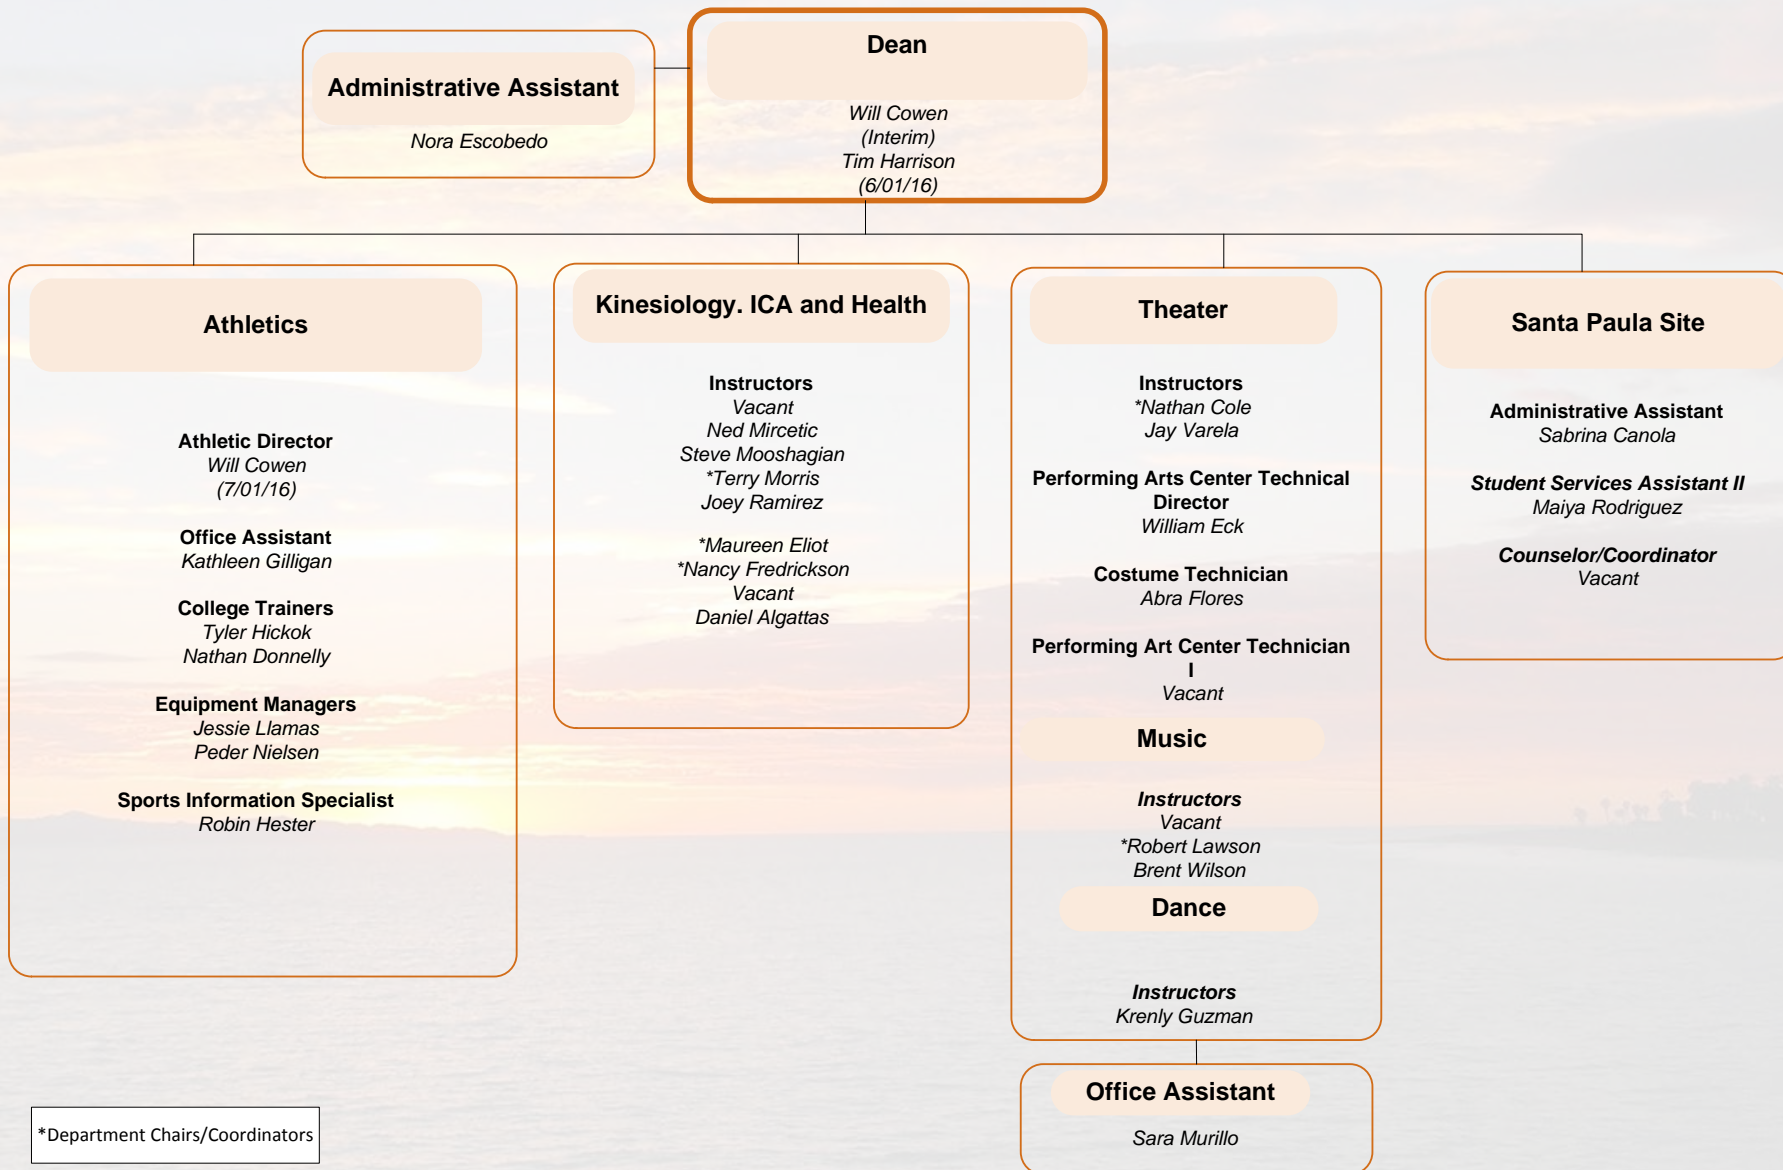 Dean
Will Cowen
(Interim)
Tim Harrison
(6/01/16)
Administrative Assistant
Nora Escobedo
Athletics
Athletic Director
Will Cowen
(7/01/16)
Office Assistant
Kathleen Gilligan
College Trainers
Tyler Hickok
Nathan Donnelly
Equipment Managers
Jessie Llamas
Peder Nielsen
Sports Information Specialist
Robin Hester
Kinesiology. ICA and Health
Instructors
Vacant
Ned Mircetic
Steve Mooshagian
*Terry Morris
Joey Ramirez
*Maureen Eliot
*Nancy Fredrickson
Vacant
Daniel Algattas
Theater
Instructors
*Nathan Cole
Jay Varela
Performing Arts Center Technical
Director
William Eck
Costume Technician
Abra Flores
Performing Art Center Technician
I
Vacant
Music
Instructors
Vacant
*Robert Lawson
Brent Wilson
Dance
Instructors
Krenly Guzman
Office Assistant
Sara Murillo
Santa Paula Site
Administrative Assistant
Sabrina Canola
Student Services Assistant II
Maiya Rodriguez
Counselor/Coordinator
Vacant
*Department Chairs/Coordinators